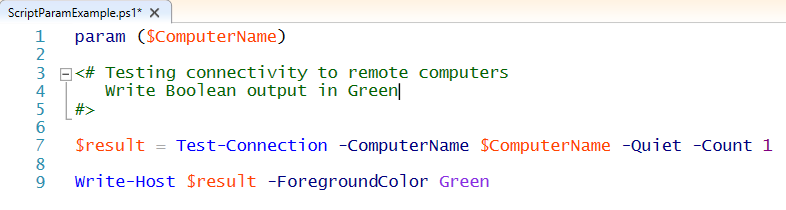 ScriptParamExample.ps1* X
1 param ($ComputerName)
2
3 <# Testing connectivity to remote computers
4 Write Boolean output in Green
5 #>
6
7 $result = Test-Connection -ComputerName $ComputerName -Quiet -Count 1
8
9 Write-Host $result -ForegroundColor Green